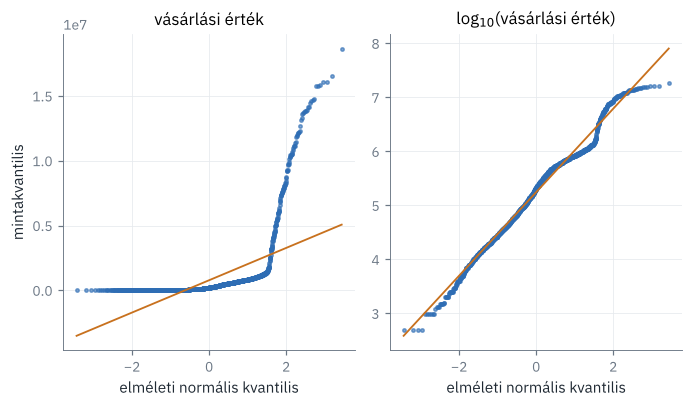 vásárlási érték
1e7
mintakvantilis
1.5
1.0
0.5
0.0
−2
0
2
elméleti normális kvantilis
log₁₀(vásárlási érték)
8
7
6
5
4
3
−2
0
2
elméleti normális kvantilis